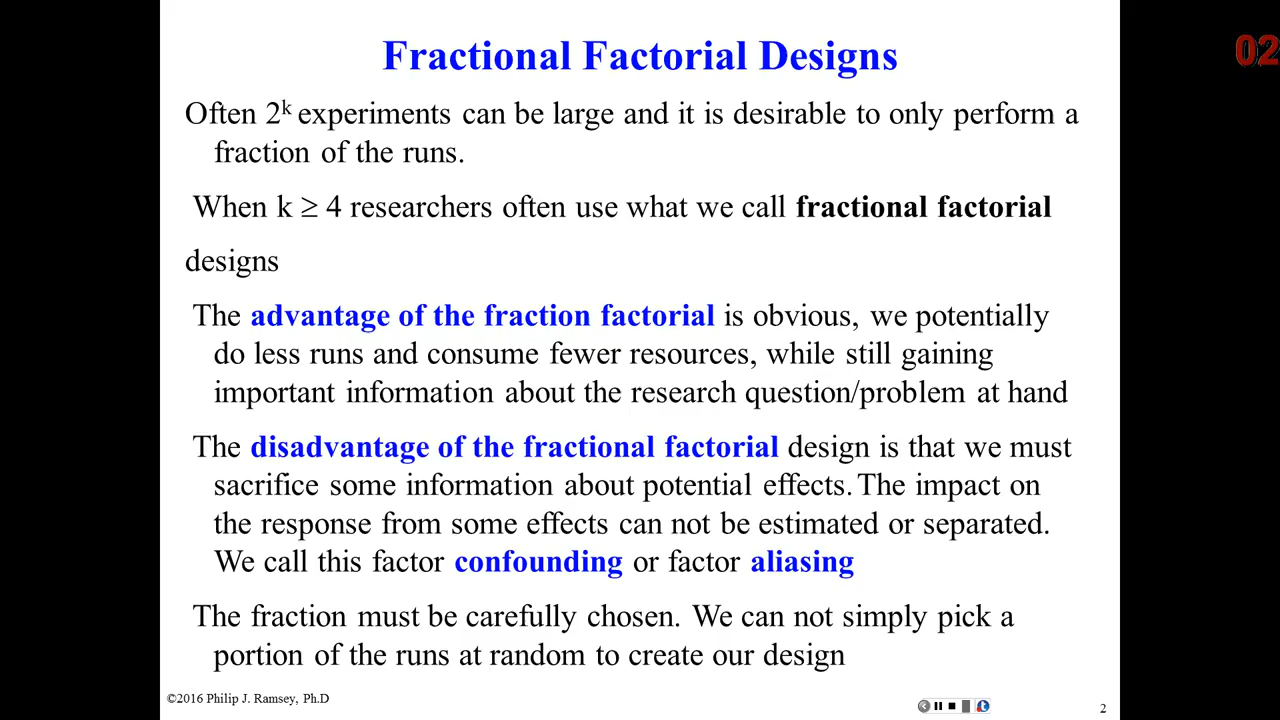 Fractional Factorial Designs
02
Often 2ᵏ experiments can be large and it is desirable to only perform a
fraction of the runs.
When k ≥ 4 researchers often use what we call fractional factorial
designs
The advantage of the fraction factorial is obvious, we potentially
do less runs and consume fewer resources, while still gaining
important information about the research question/problem at hand
The disadvantage of the fractional factorial design is that we must
sacrifice some information about potential effects. The impact on
the response from some effects can not be estimated or separated.
We call this factor confounding or factor aliasing
The fraction must be carefully chosen. We can not simply pick a
portion of the runs at random to create our design
©2016 Philip J. Ramsey, Ph.D
2